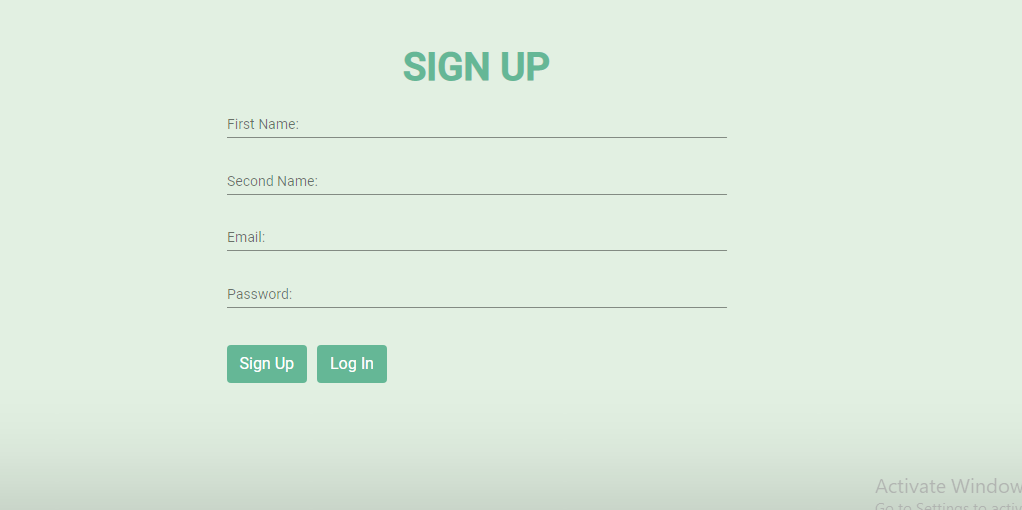 SIGN UP
First Name:
Second Name:
Email:
Password:
Sign Up
Log In
Activate Window
Go to Settings to activ